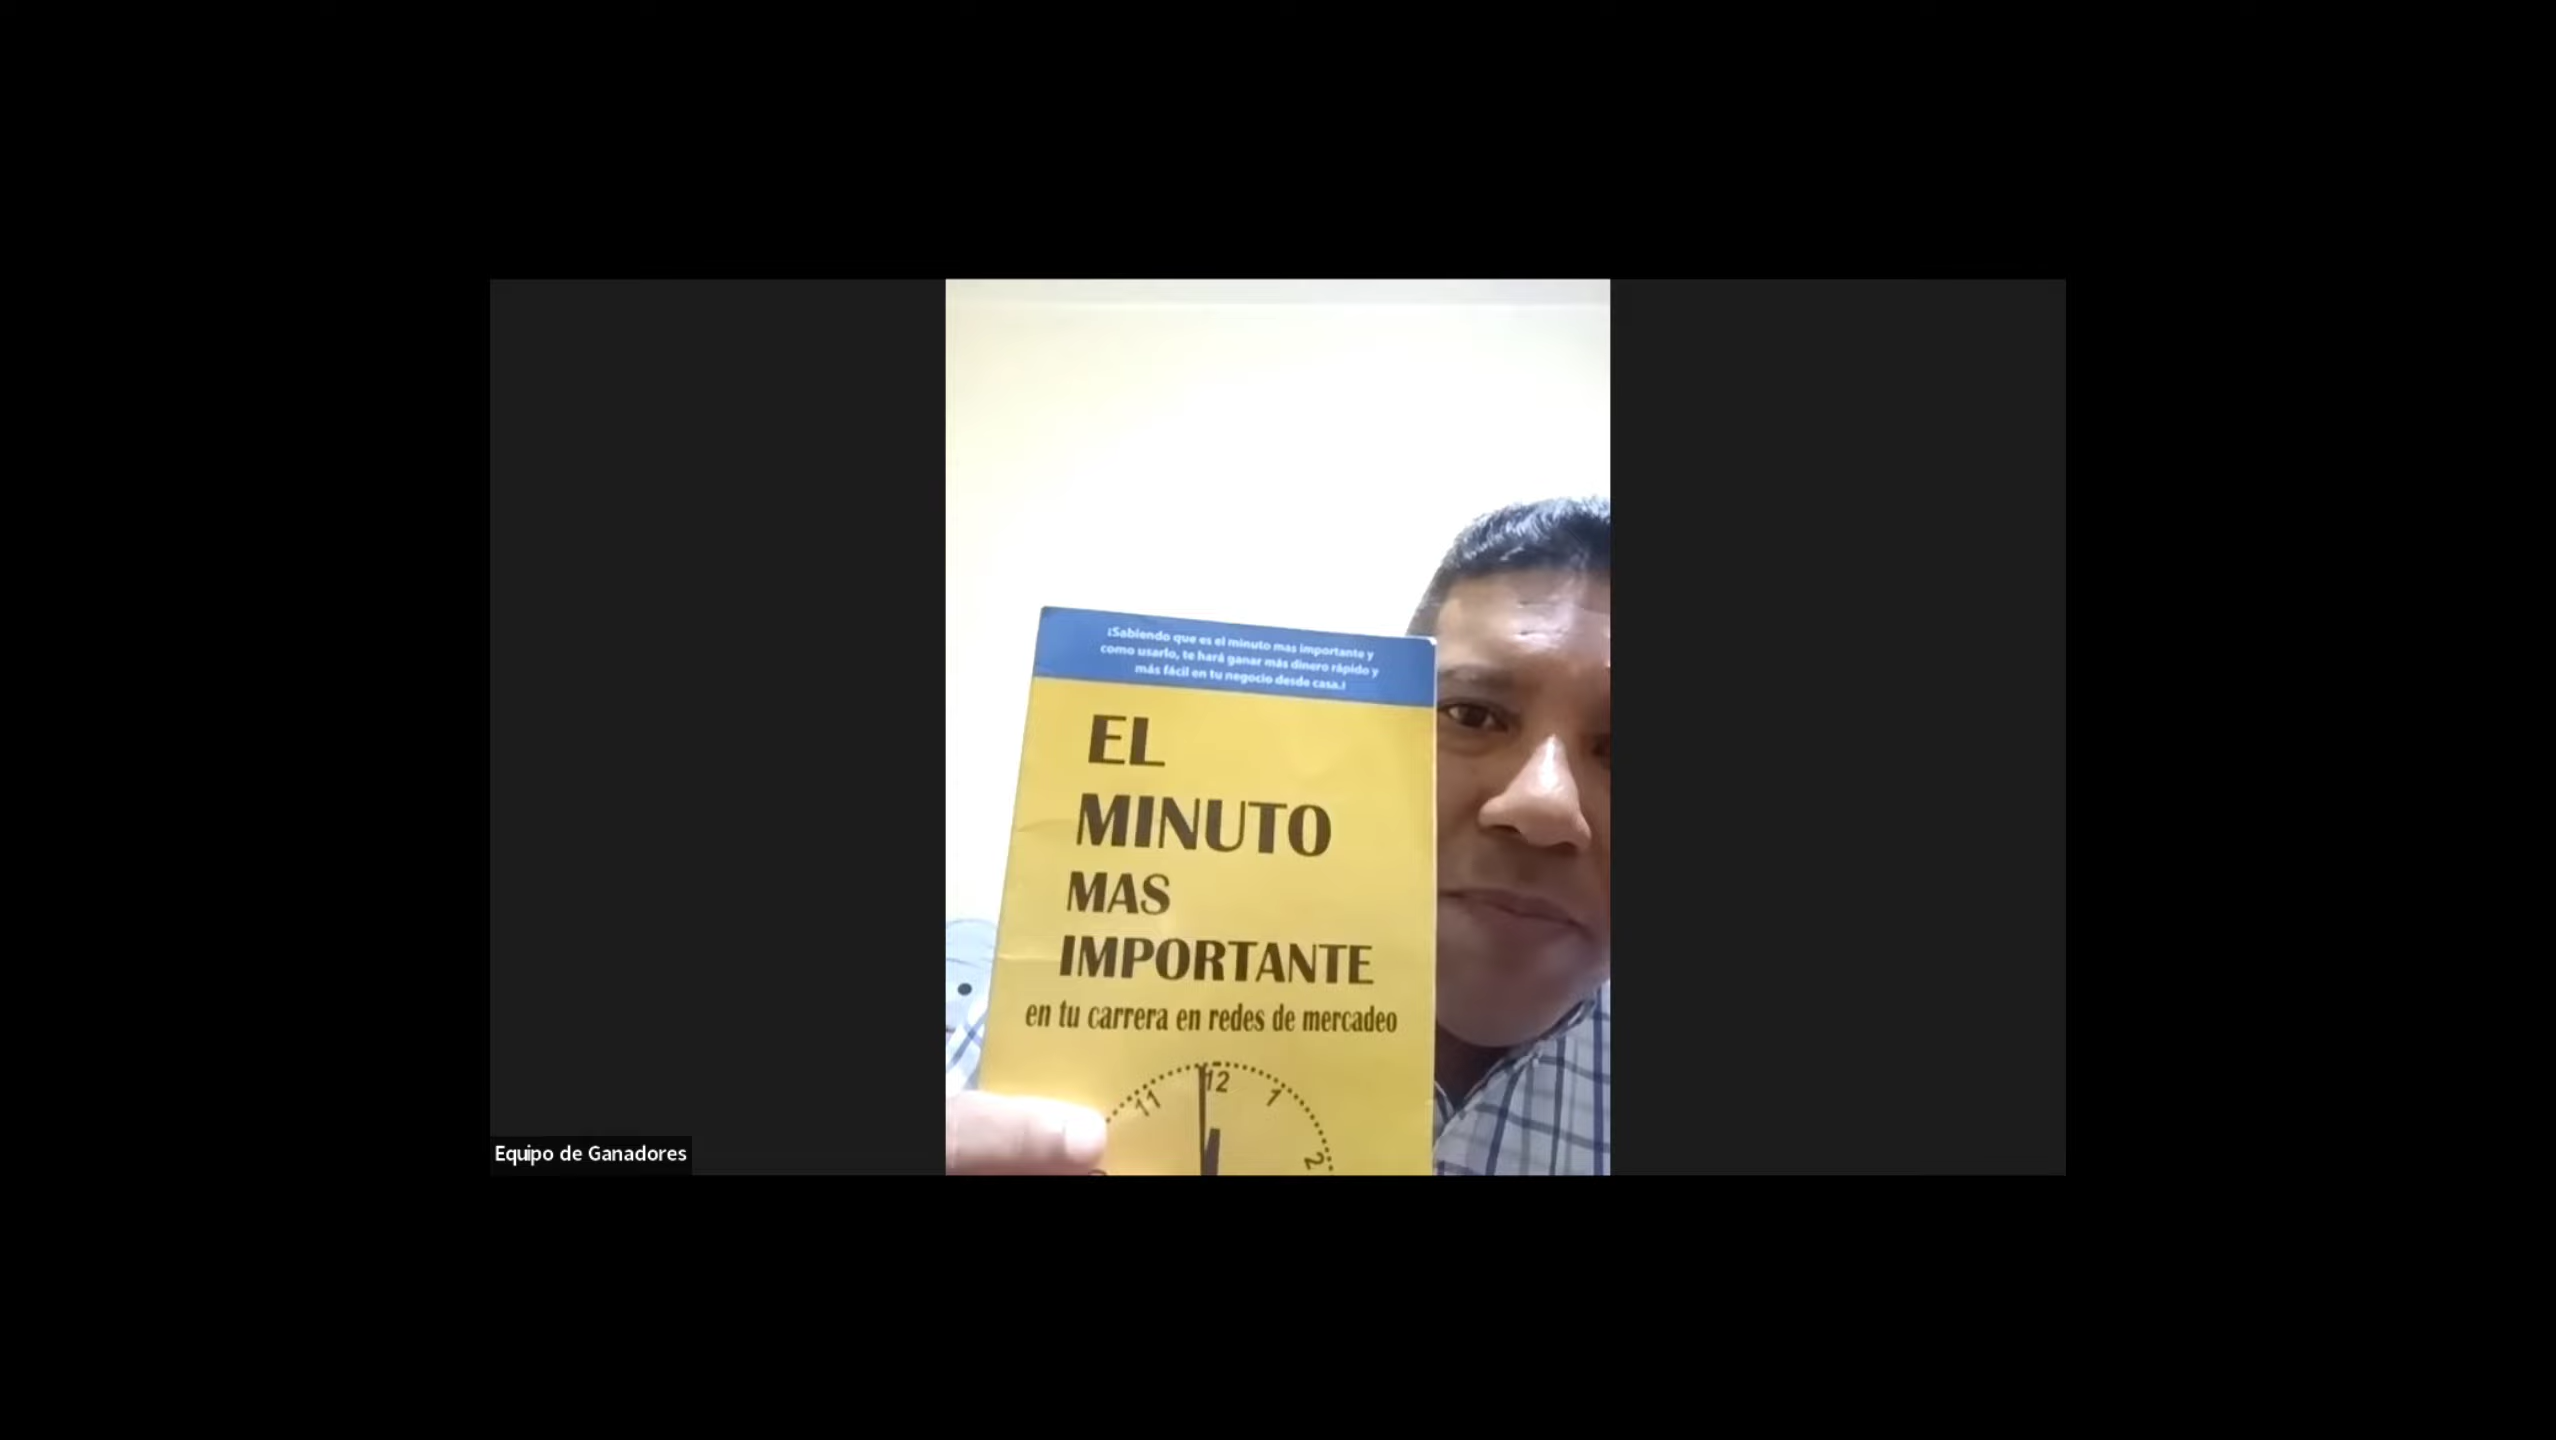 ¡Sabiendo que es el minuto mas importante y
como usarlo, te hará ganar más dinero rápido y
más fácil en tu negocio desde casa.!
EL
MINUTO
MAS
IMPORTANTE
en tu carrera en redes de mercadeo
11
12
1
2
Equipo de Ganadores